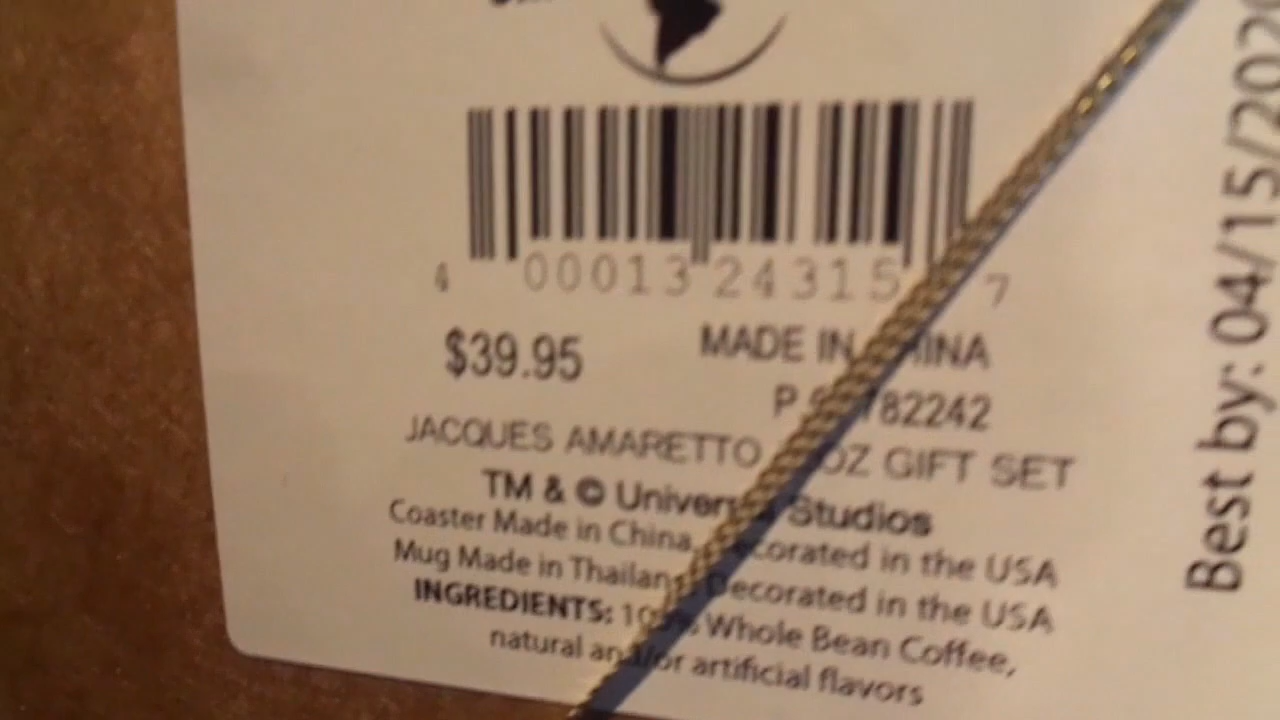 4 00013 24315 7
$39.95
MADE IN CHINA
782242
JACQUES AMARETTO OZ GIFT SET
TM & © Universal Studios
Coaster Made in China, Decorated in the USA
Mug Made in Thailand, Decorated in the USA
INGREDIENTS: 100% Whole Bean Coffee,
natural and/or artificial flavors
Best by: 04/15/202